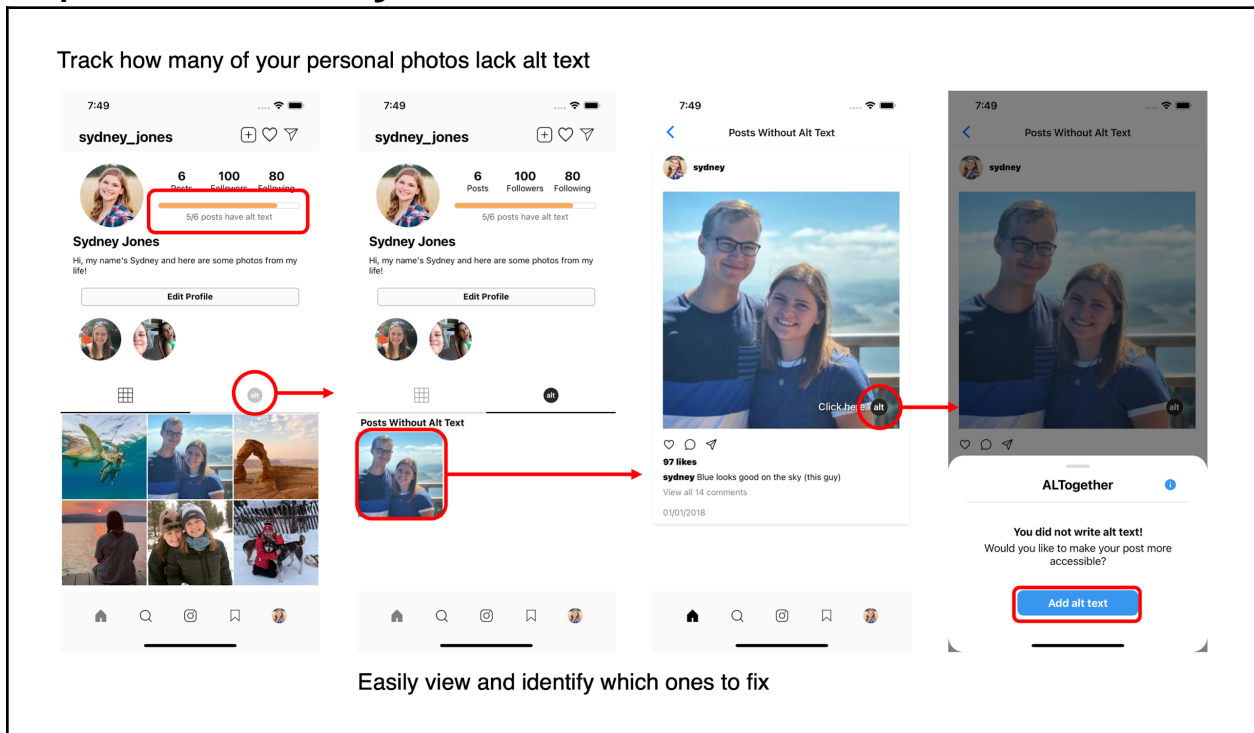 Track how many of your personal photos lack alt text
7:49
sydney_jones
6 100 80
Posts Followers Following
5/6 posts have alt text
Sydney Jones
Hi, my name's Sydney and here are some photos from my
life!
Edit Profile
alt
7:49
sydney_jones
6 100 80
Posts Followers Following
5/6 posts have alt text
Sydney Jones
Hi, my name's Sydney and here are some photos from my
life!
Edit Profile
alt
Posts Without Alt Text
7:49
Posts Without Alt Text
sydney
Click here alt
97 likes
sydney Blue looks good on the sky (this guy)
View all 14 comments
01/01/2018
7:49
Posts Without Alt Text
sydney
alt
ALTogether
You did not write alt text!
Would you like to make your post more
accessible?
Add alt text
Easily view and identify which ones to fix